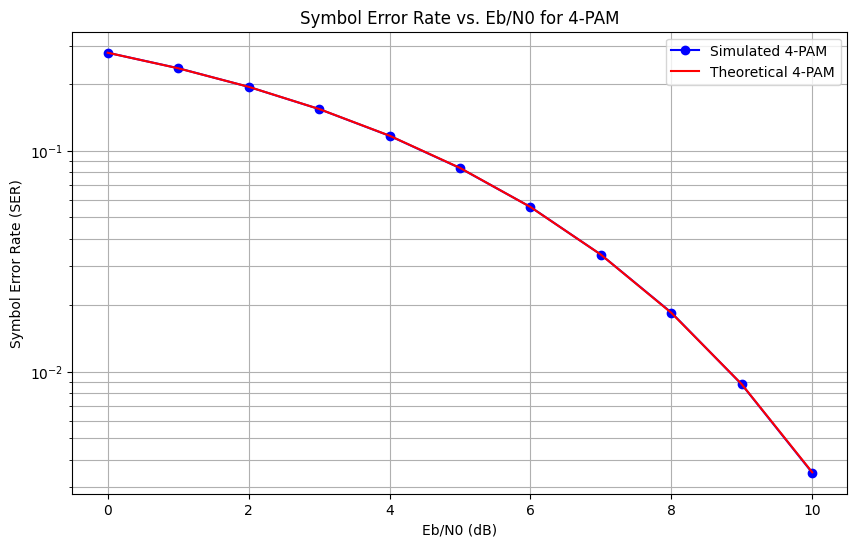 Symbol Error Rate vs. Eb/N0 for 4-PAM
Simulated 4-PAM
Theoretical 4-PAM
Symbol Error Rate (SER)
10⁻¹
10⁻²
0 2 4 6 8 10
Eb/N0 (dB)